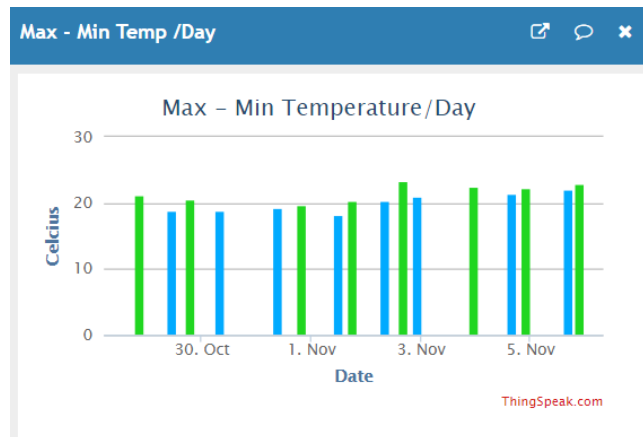 Max - Min Temp /Day
Max – Min Temperature/Day
30
20
10
0
Celcius
30. Oct 1. Nov 3. Nov 5. Nov
Date
ThingSpeak.com